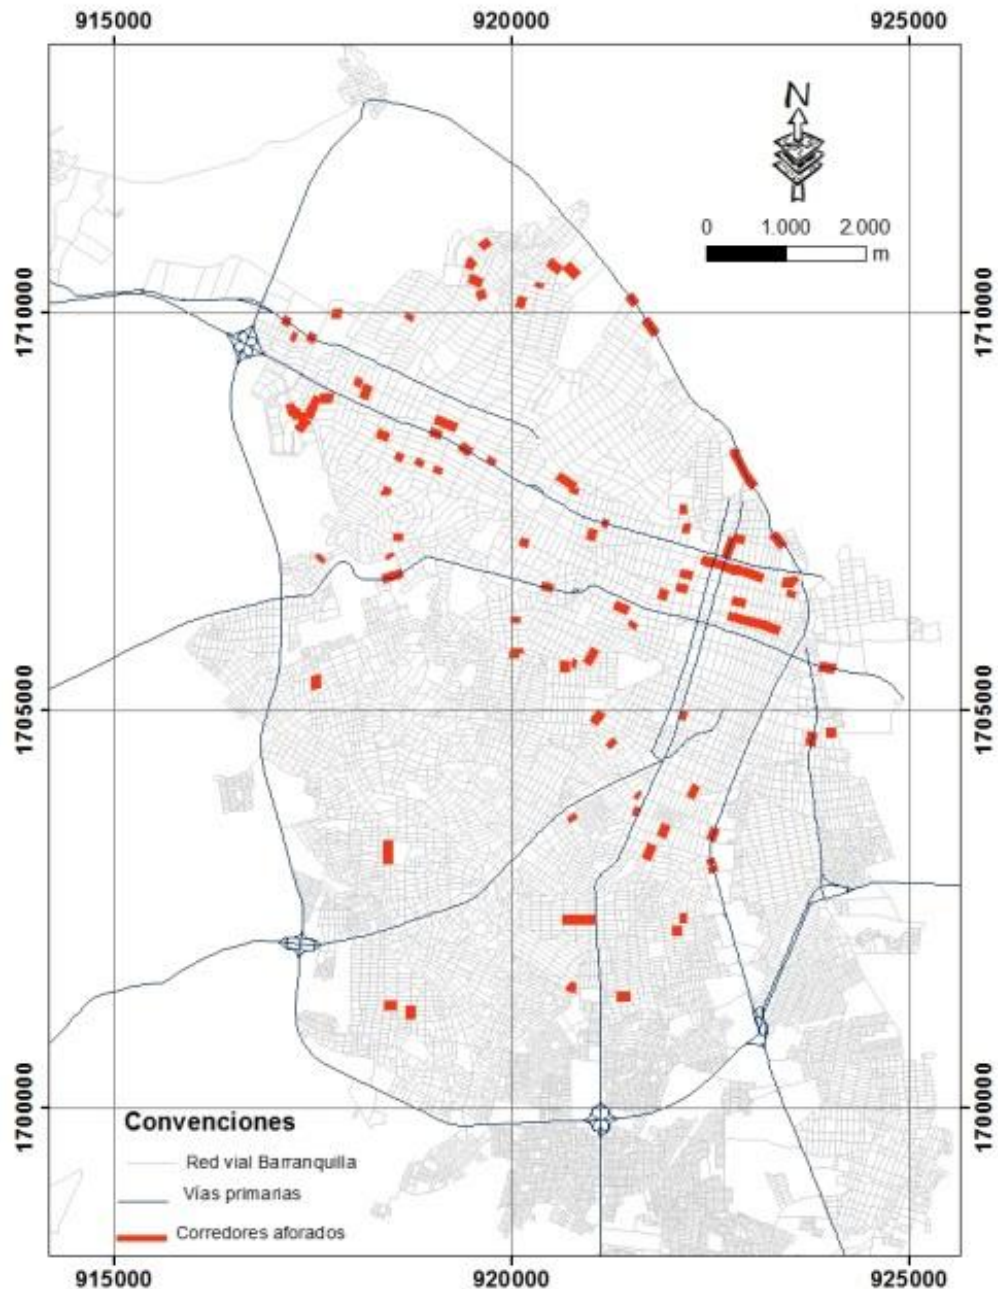 915000 920000 925000
N
0 1.000 2.000
m
1710000 1710000
1705000 1705000
1700000 1700000
Convenciones
Red vial Barranquilla
Vías primarias
Corredores aforados
915000 920000 925000